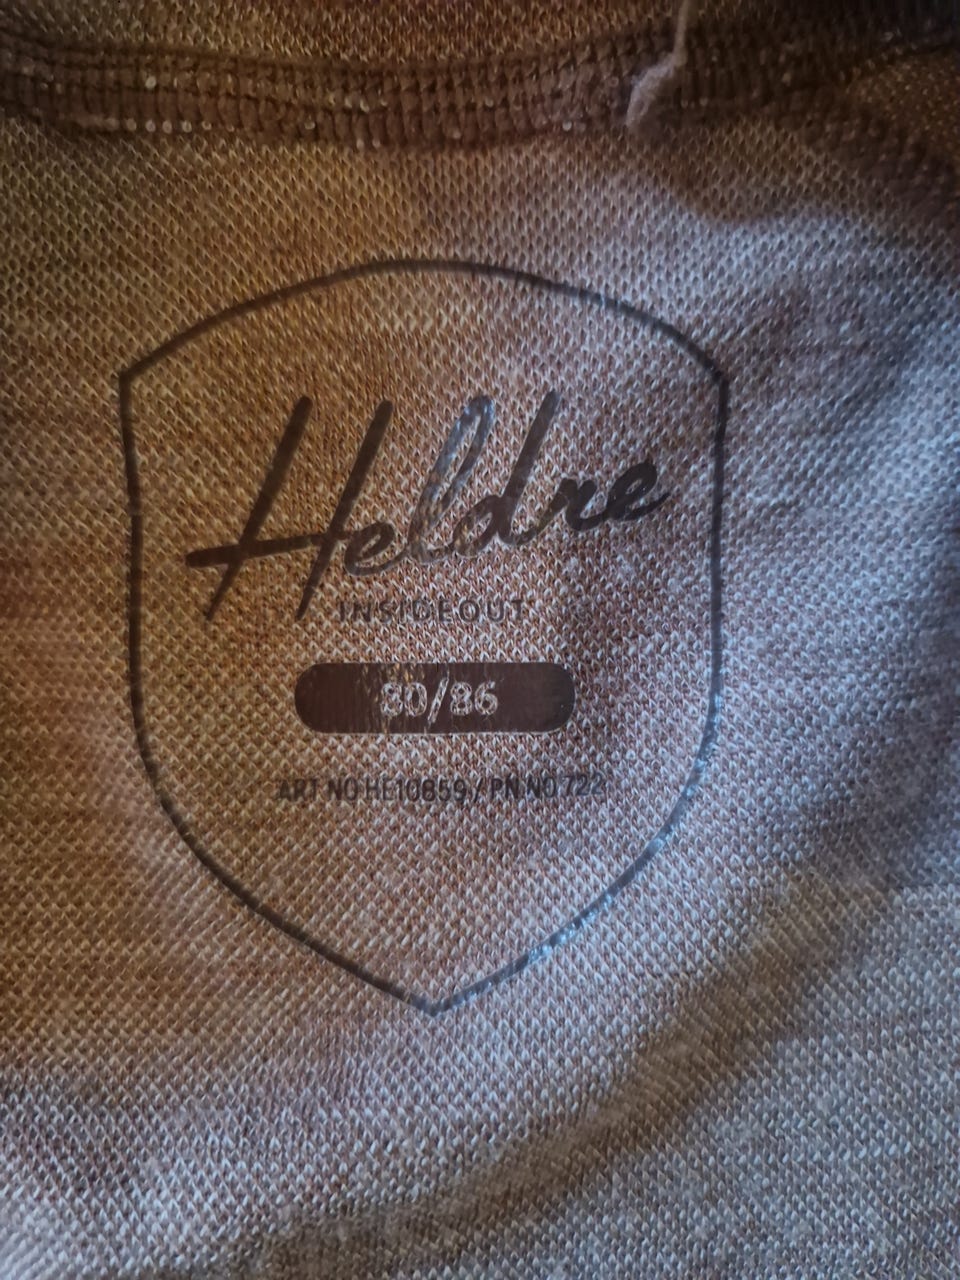 Heldre
INSIDEOUT
80/86
ART NO HE10859 / PN NO 722